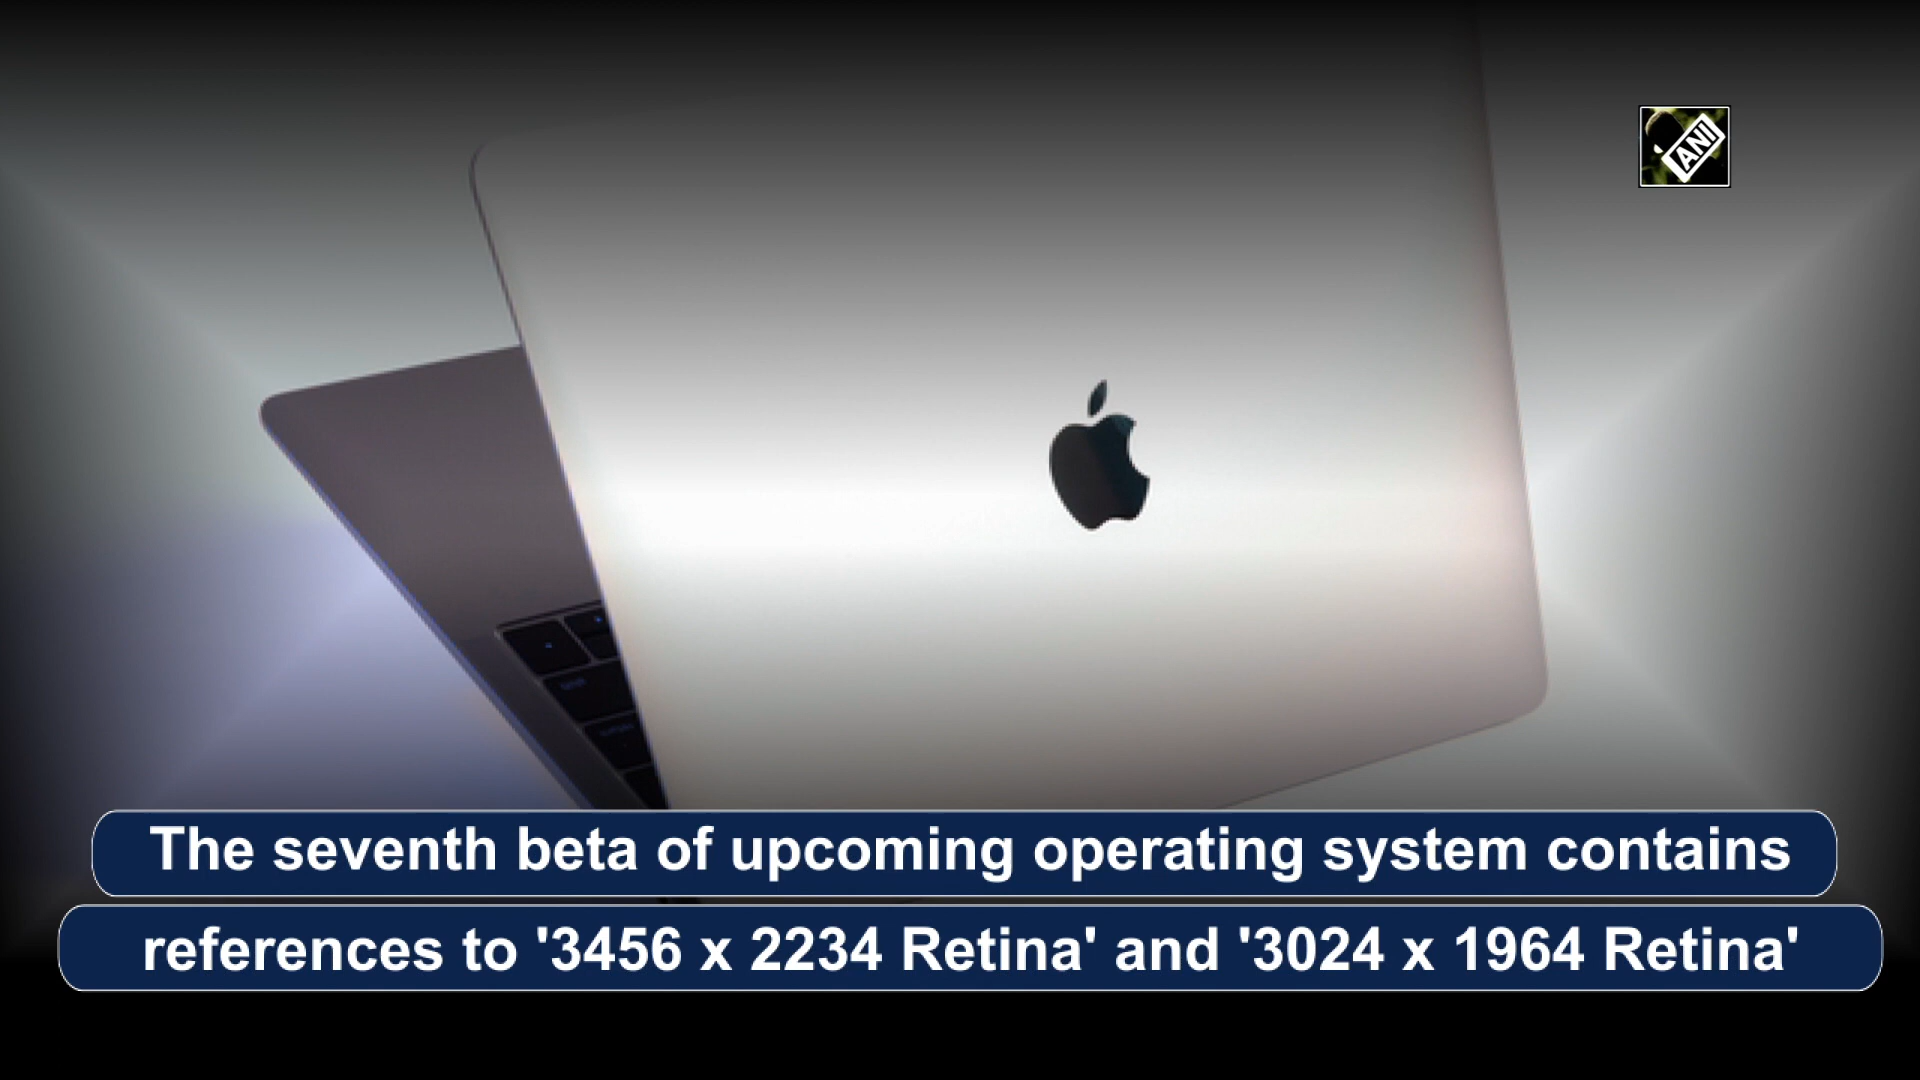 ANI
The seventh beta of upcoming operating system contains
references to '3456 x 2234 Retina' and '3024 x 1964 Retina'